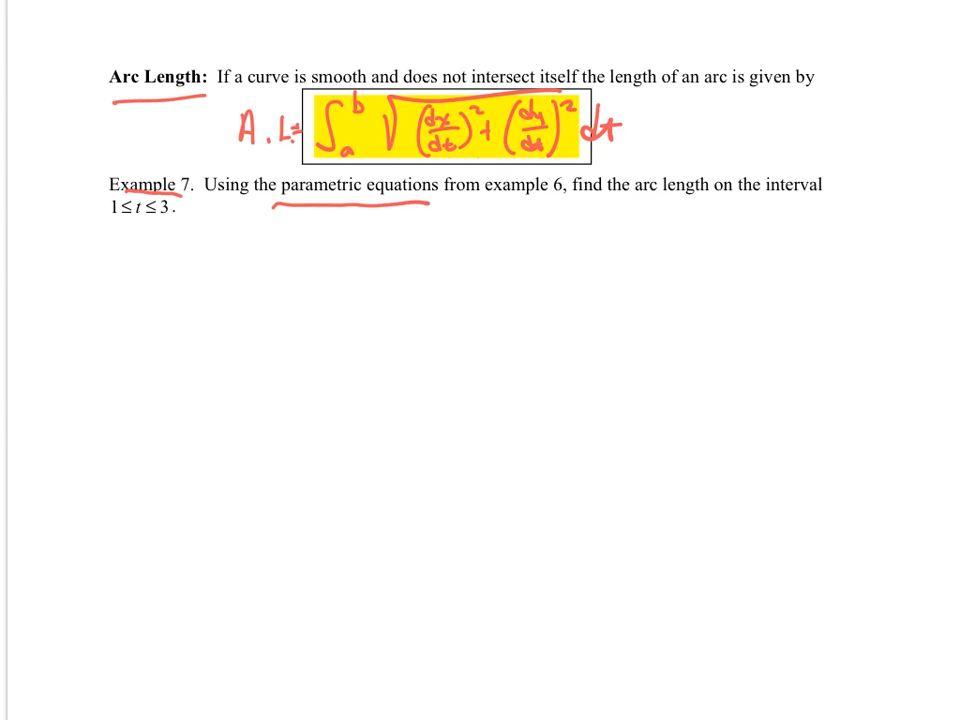 Arc Length: If a curve is smooth and does not intersect itself the length of an arc is given by
A.L = ∫_a^b √((dx/dt)^2 + (dy/dt)^2) dt
Example 7. Using the parametric equations from example 6, find the arc length on the interval
1 ≤ t ≤ 3.